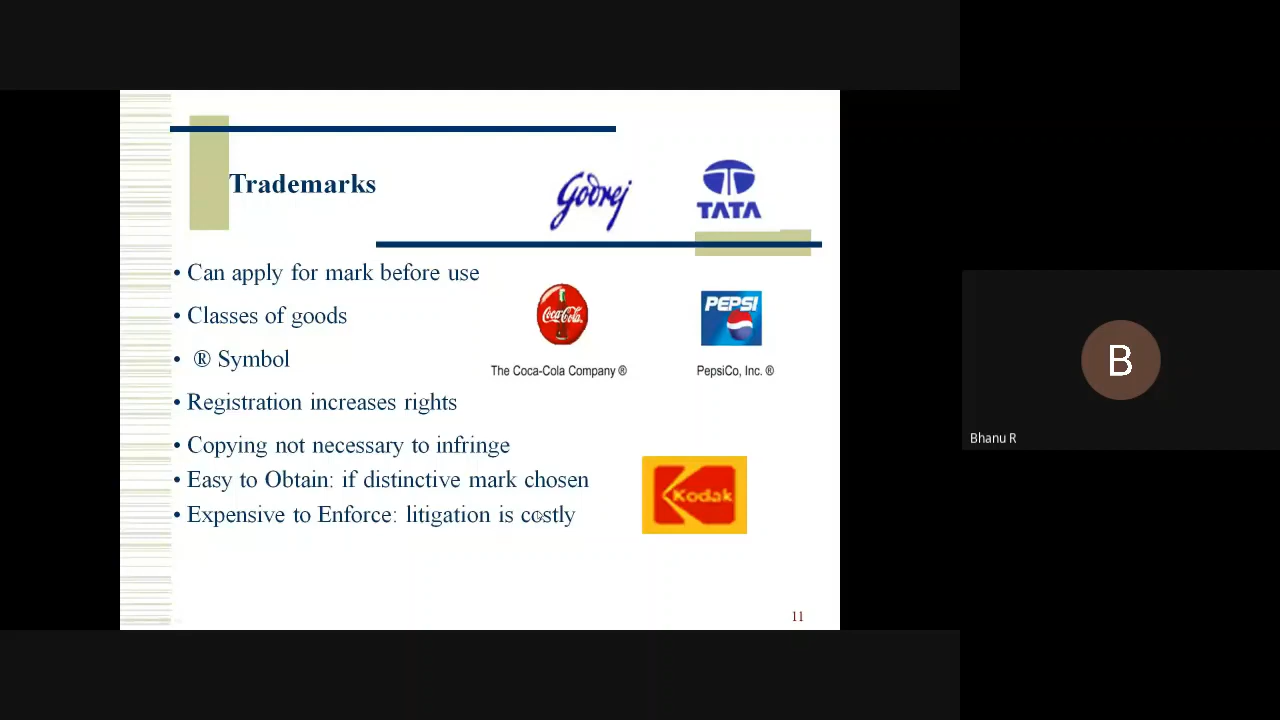 Trademarks
Godrej
TATA
• Can apply for mark before use
• Classes of goods
• ® Symbol
• Registration increases rights
• Copying not necessary to infringe
• Easy to Obtain: if distinctive mark chosen
• Expensive to Enforce: litigation is costly
Coca-Cola
The Coca-Cola Company ®
PEPSI
PepsiCo, Inc. ®
Kodak
11
B
Bhanu R